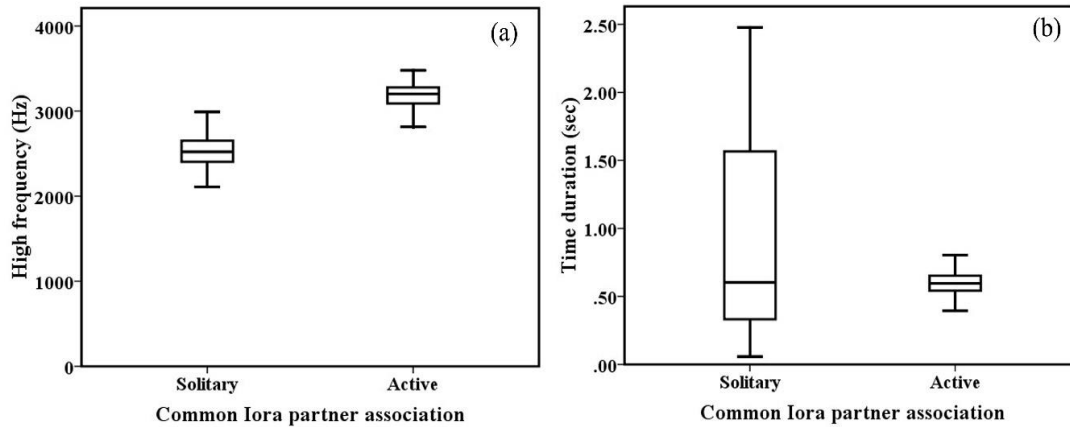 (a)
High frequency (Hz)
4000
3000
2000
1000
0
Solitary Active
Common Iora partner association
(b)
Time duration (sec)
2.50
2.00
1.50
1.00
.50
.00
Solitary Active
Common Iora partner association